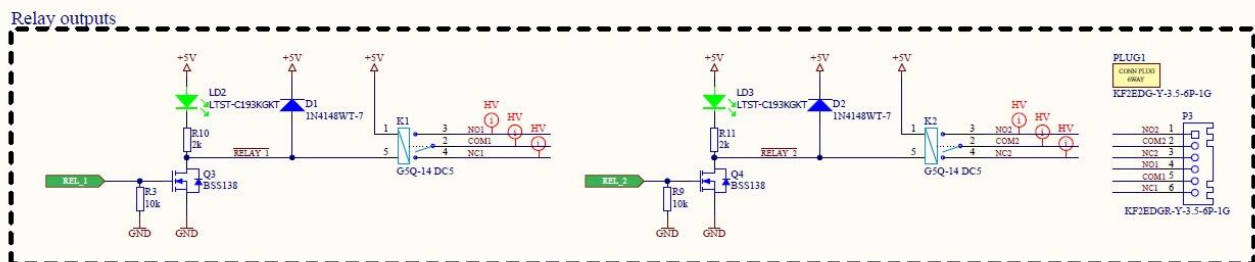 Relay outputs
+5V
+5V
+5V
LD2
LTST-C193KGKT
D1
1N4148WT-7
R10
2k
RELAY_1
REL_1
R3
10k
Q3
BSS138
GND
GND
K1
1
5
3
2
4
G5Q-14 DC5
NO1
COM1
NC1
HV
i
HV
i
HV
i
+5V
+5V
+5V
LD3
LTST-C193KGKT
D2
1N4148WT-7
R11
2k
RELAY_2
REL_2
R9
10k
Q4
BSS138
GND
GND
K2
1
5
3
2
4
G5Q-14 DC5
NO2
COM2
NC2
HV
i
HV
i
HV
i
PLUG1
CONN PLUG
6WAY
KF2EDG-Y-3.5-6P-1G
P3
NO2 1
COM2 2
NC2 3
NO1 4
COM1 5
NC1 6
KF2EDGR-Y-3.5-6P-1G